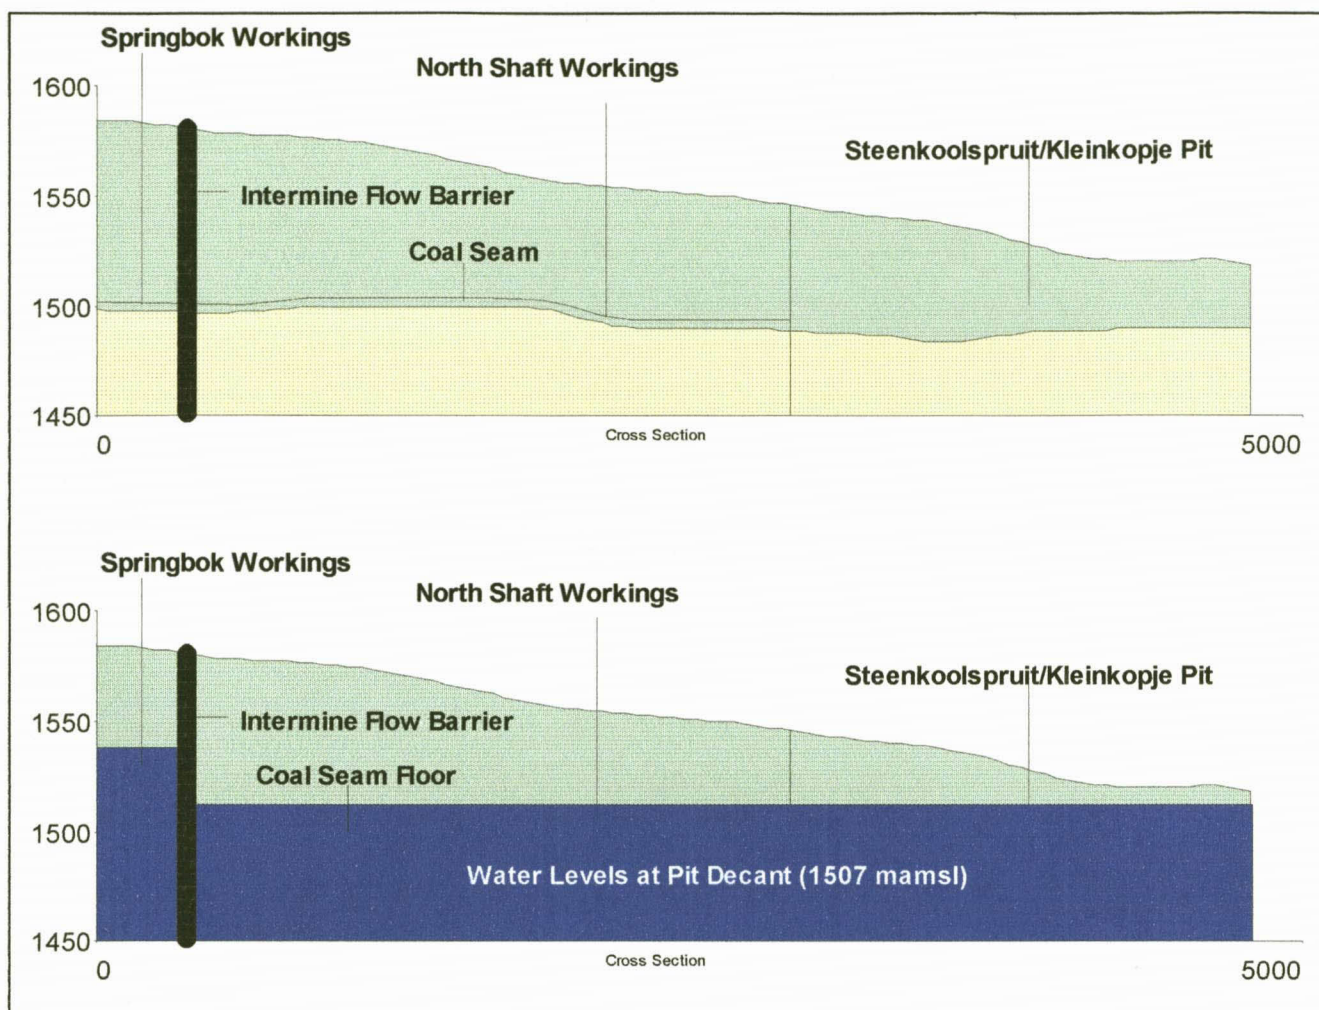 Springbok Workings
North Shaft Workings
1600
Steenkoolspruit/Kleinkopje Pit
1550
Intermine Flow Barrier
Coal Seam
1500
1450
0
Cross Section
5000
Springbok Workings
North Shaft Workings
1600
Steenkoolspruit/Kleinkopje Pit
1550
Intermine Flow Barrier
Coal Seam Floor
1500
Water Levels at Pit Decant (1507 mamsl)
1450
0
Cross Section
5000